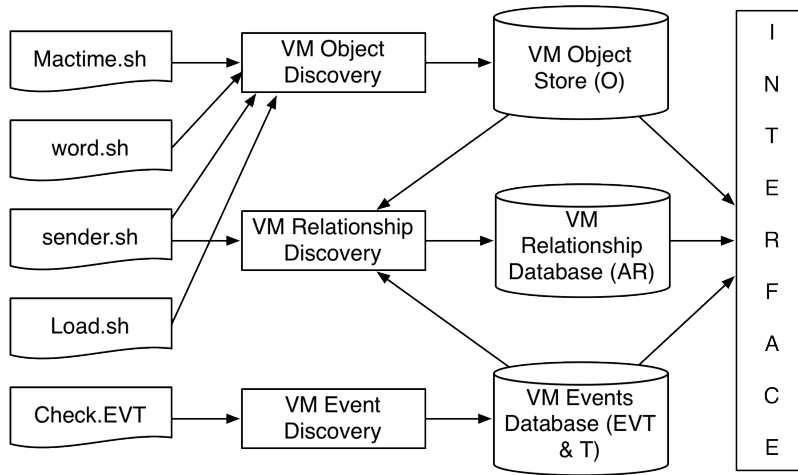 Mactime.sh
word.sh
sender.sh
Load.sh
Check.EVT
VM Object
Discovery
VM Relationship
Discovery
VM Event
Discovery
VM Object
Store (O)
VM
Relationship
Database (AR)
VM Events
Database (EVT
& T)
I
N
T
E
R
F
A
C
E